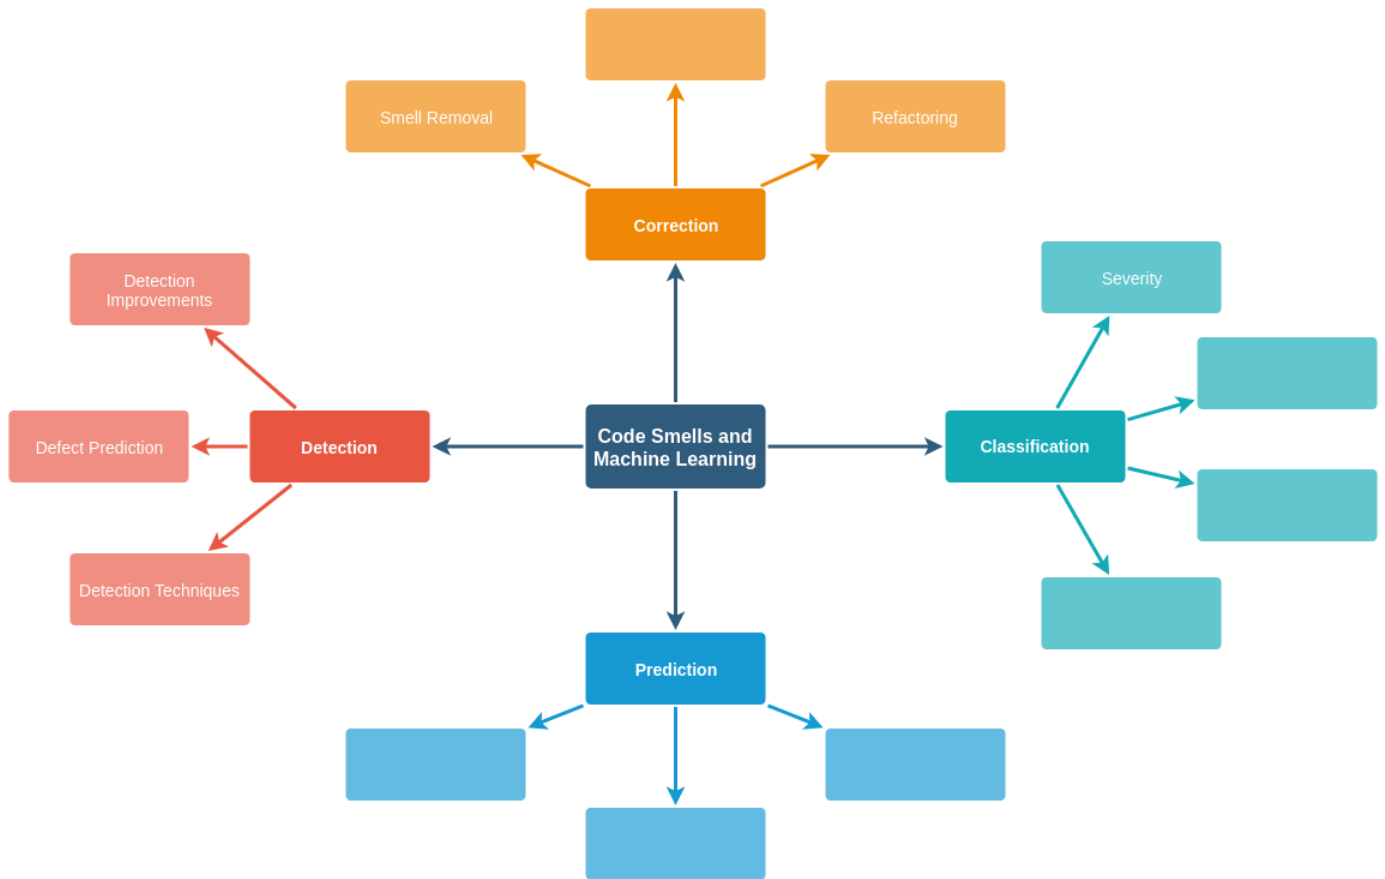 Smell Removal
Refactoring
Correction
Detection
Improvements
Severity
Defect Prediction
Detection
Code Smells and
Machine Learning
Classification
Detection Techniques
Prediction